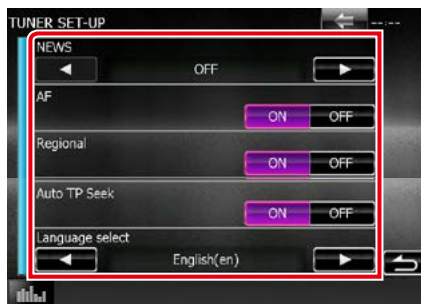 TUNER SET-UP
--:--
NEWS
OFF
AF
ON OFF
Regional
ON OFF
Auto TP Seek
ON OFF
Language select
English(en)